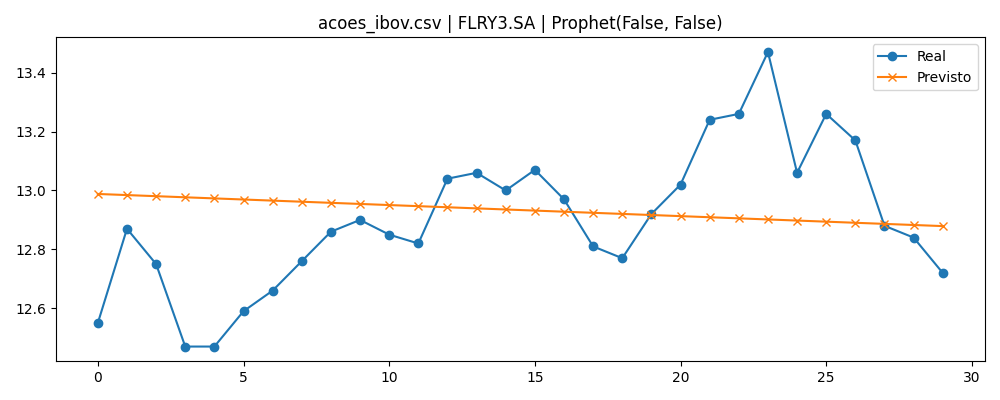 acoes_ibov.csv | FLRY3.SA | Prophet(False, False)
Real
Previsto
13.4
13.2
13.0
12.8
12.6
0 5 10 15 20 25 30